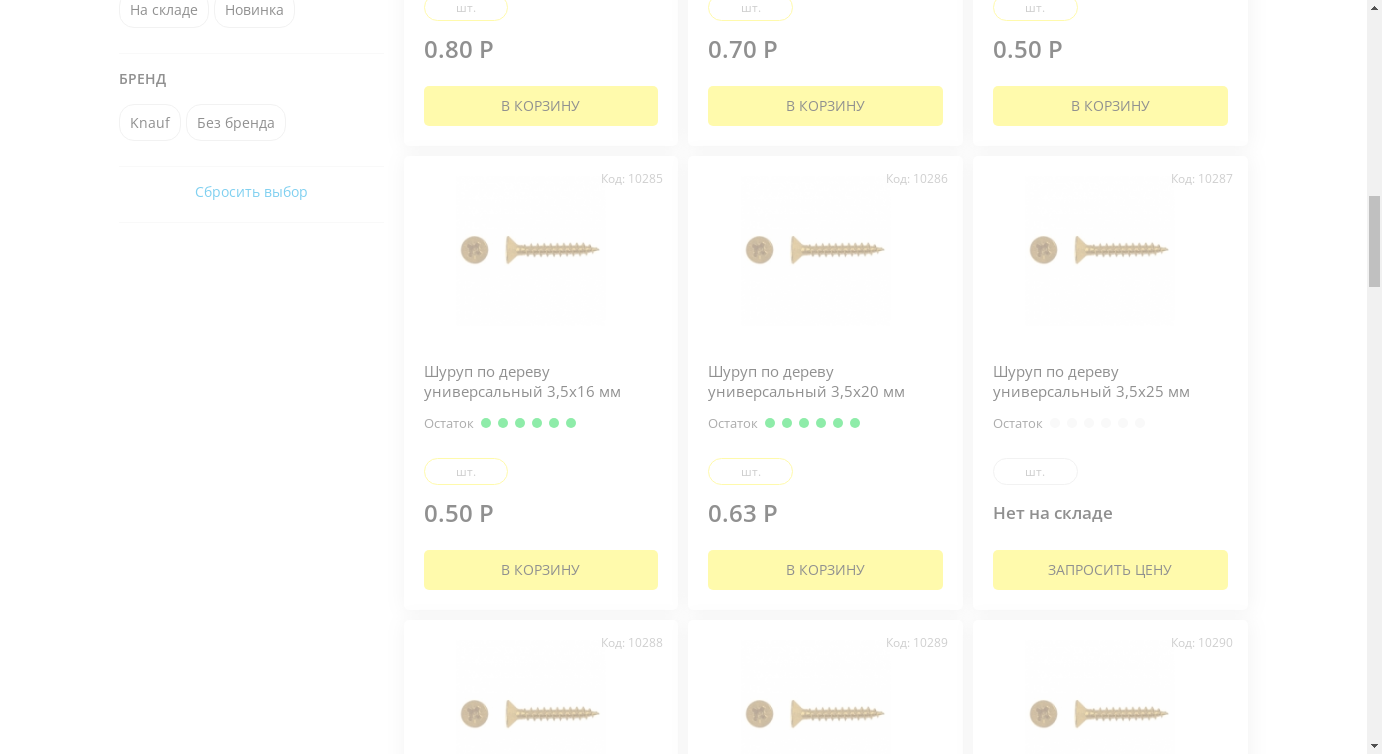 На складе
Новинка
БРЕНД
Knauf
Без бренда
Сбросить выбор
шт.
шт.
шт.
0.80 Р
0.70 Р
0.50 Р
В КОРЗИНУ
В КОРЗИНУ
В КОРЗИНУ
Код: 10285
Шуруп по дереву
универсальный 3,5х16 мм
Остаток
шт.
0.50 Р
В КОРЗИНУ
Код: 10286
Шуруп по дереву
универсальный 3,5х20 мм
Остаток
шт.
0.63 Р
В КОРЗИНУ
Код: 10287
Шуруп по дереву
универсальный 3,5х25 мм
Остаток
шт.
Нет на складе
ЗАПРОСИТЬ ЦЕНУ
Код: 10288
Код: 10289
Код: 10290